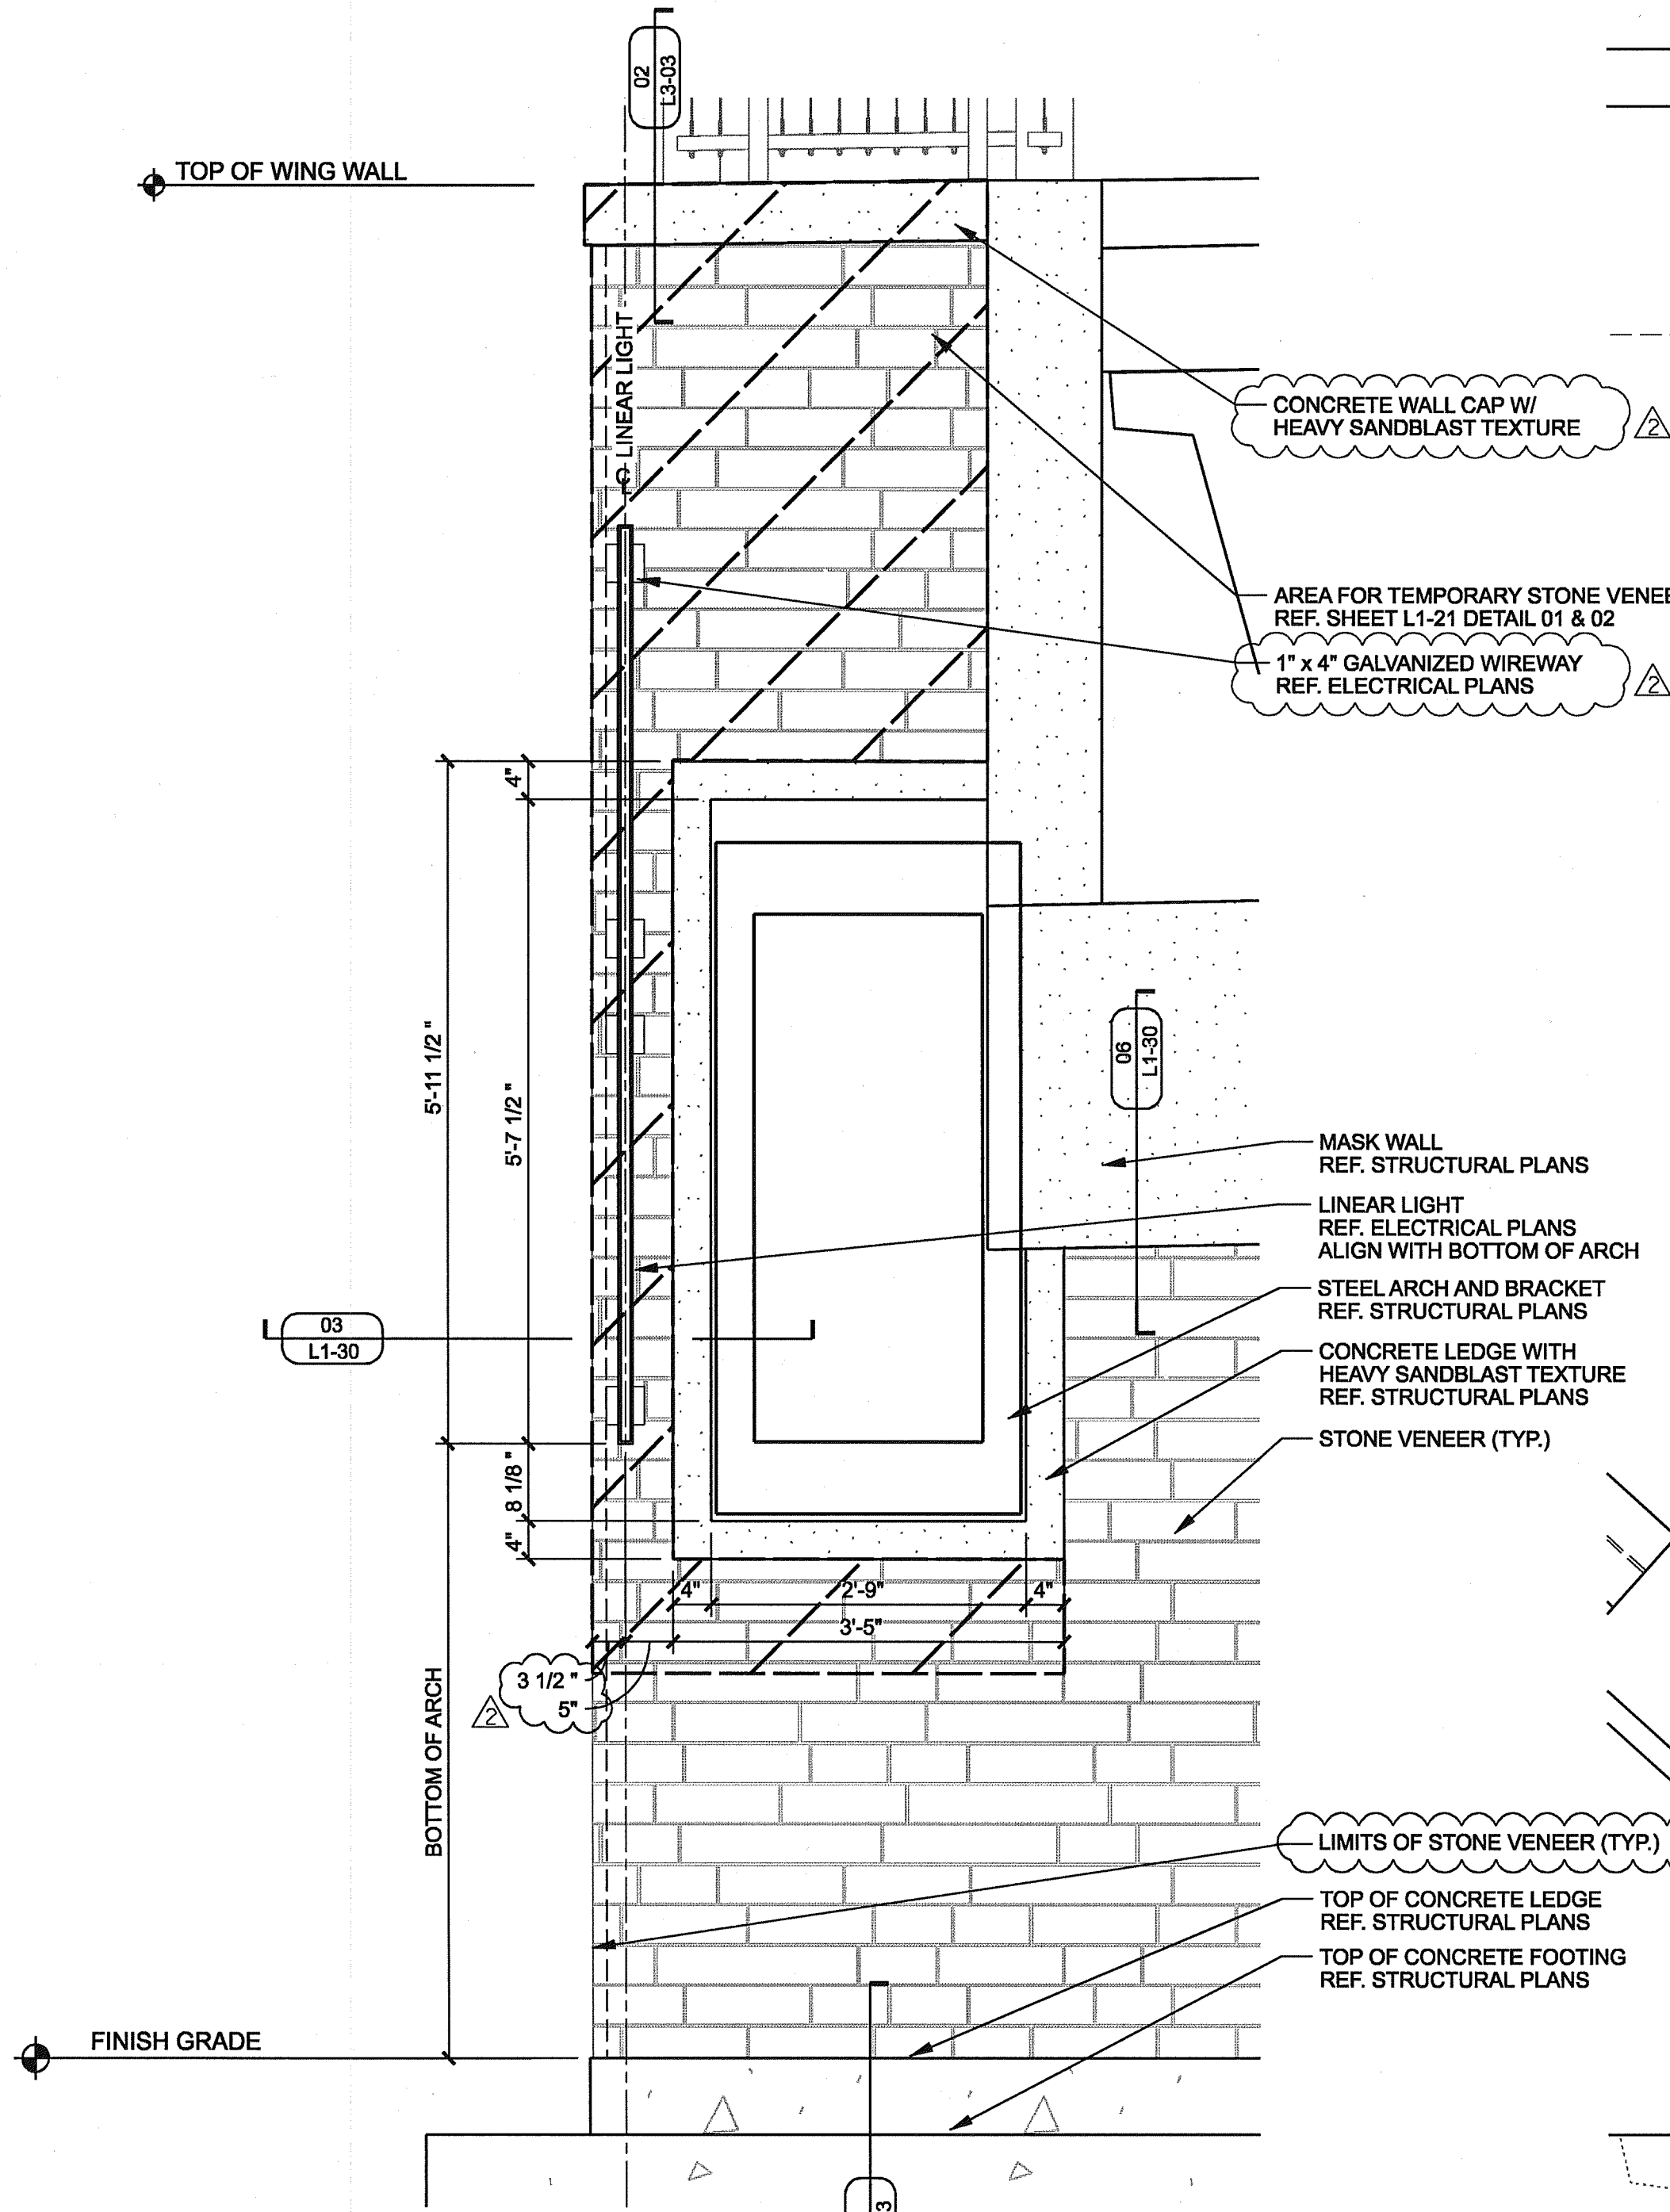 02
L3-03
TOP OF WING WALL
CL LINEAR LIGHT
CONCRETE WALL CAP W/
HEAVY SANDBLAST TEXTURE
2
AREA FOR TEMPORARY STONE
REF. SHEET L1-21 DETAIL 01 & 02
1" x 4" GALVANIZED WIREWAY
REF. ELECTRICAL PLANS
2
4"
5'-11 1/2 "
5'-7 1/2 "
06
L1-30
MASK WALL
REF. STRUCTURAL PLANS
LINEAR LIGHT
REF. ELECTRICAL PLANS
ALIGN WITH BOTTOM OF ARCH
STEEL ARCH AND BRACKET
REF. STRUCTURAL PLANS
03
L1-30
CONCRETE LEDGE WITH
HEAVY SANDBLAST TEXTURE
REF. STRUCTURAL PLANS
STONE VENEER (TYP.)
8 1/8 "
4"
4"
2'-9"
4"
3'-5"
3 1/2 "
5"
2
BOTTOM OF ARCH
LIMITS OF STONE VENEER (TYP.)
TOP OF CONCRETE LEDGE
REF. STRUCTURAL PLANS
TOP OF CONCRETE FOOTING
REF. STRUCTURAL PLANS
FINISH GRADE